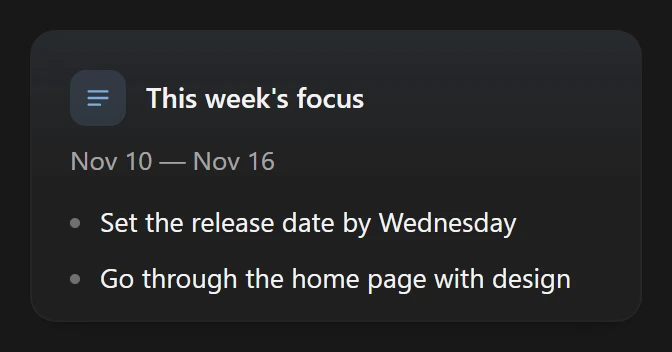 This week's focus
Nov 10 — Nov 16
Set the release date by Wednesday
Go through the home page with design